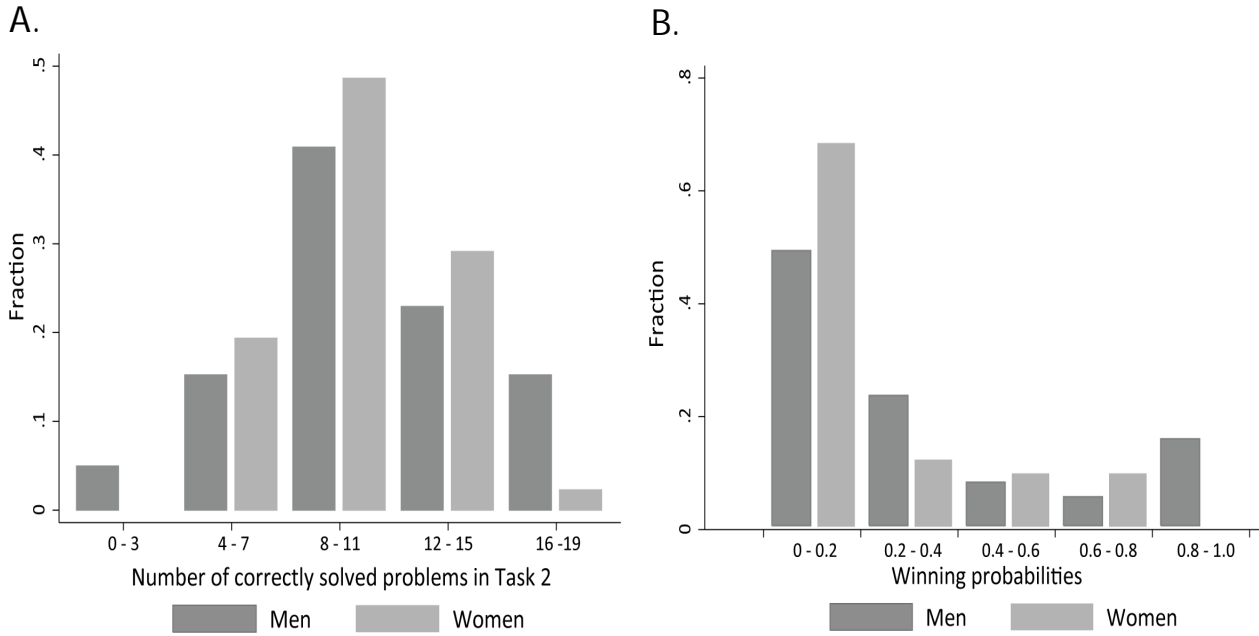 A.
Fraction
.5
.4
.3
.2
.1
0
0 - 3
4 - 7
8 - 11
12 - 15
16 -19
Number of correctly solved problems in Task 2
Men
Women
B.
Fraction
.8
.6
.4
.2
0
0 - 0.2
0.2 - 0.4
0.4 - 0.6
0.6 - 0.8
0.8 - 1.0
Winning probabilities
Men
Women